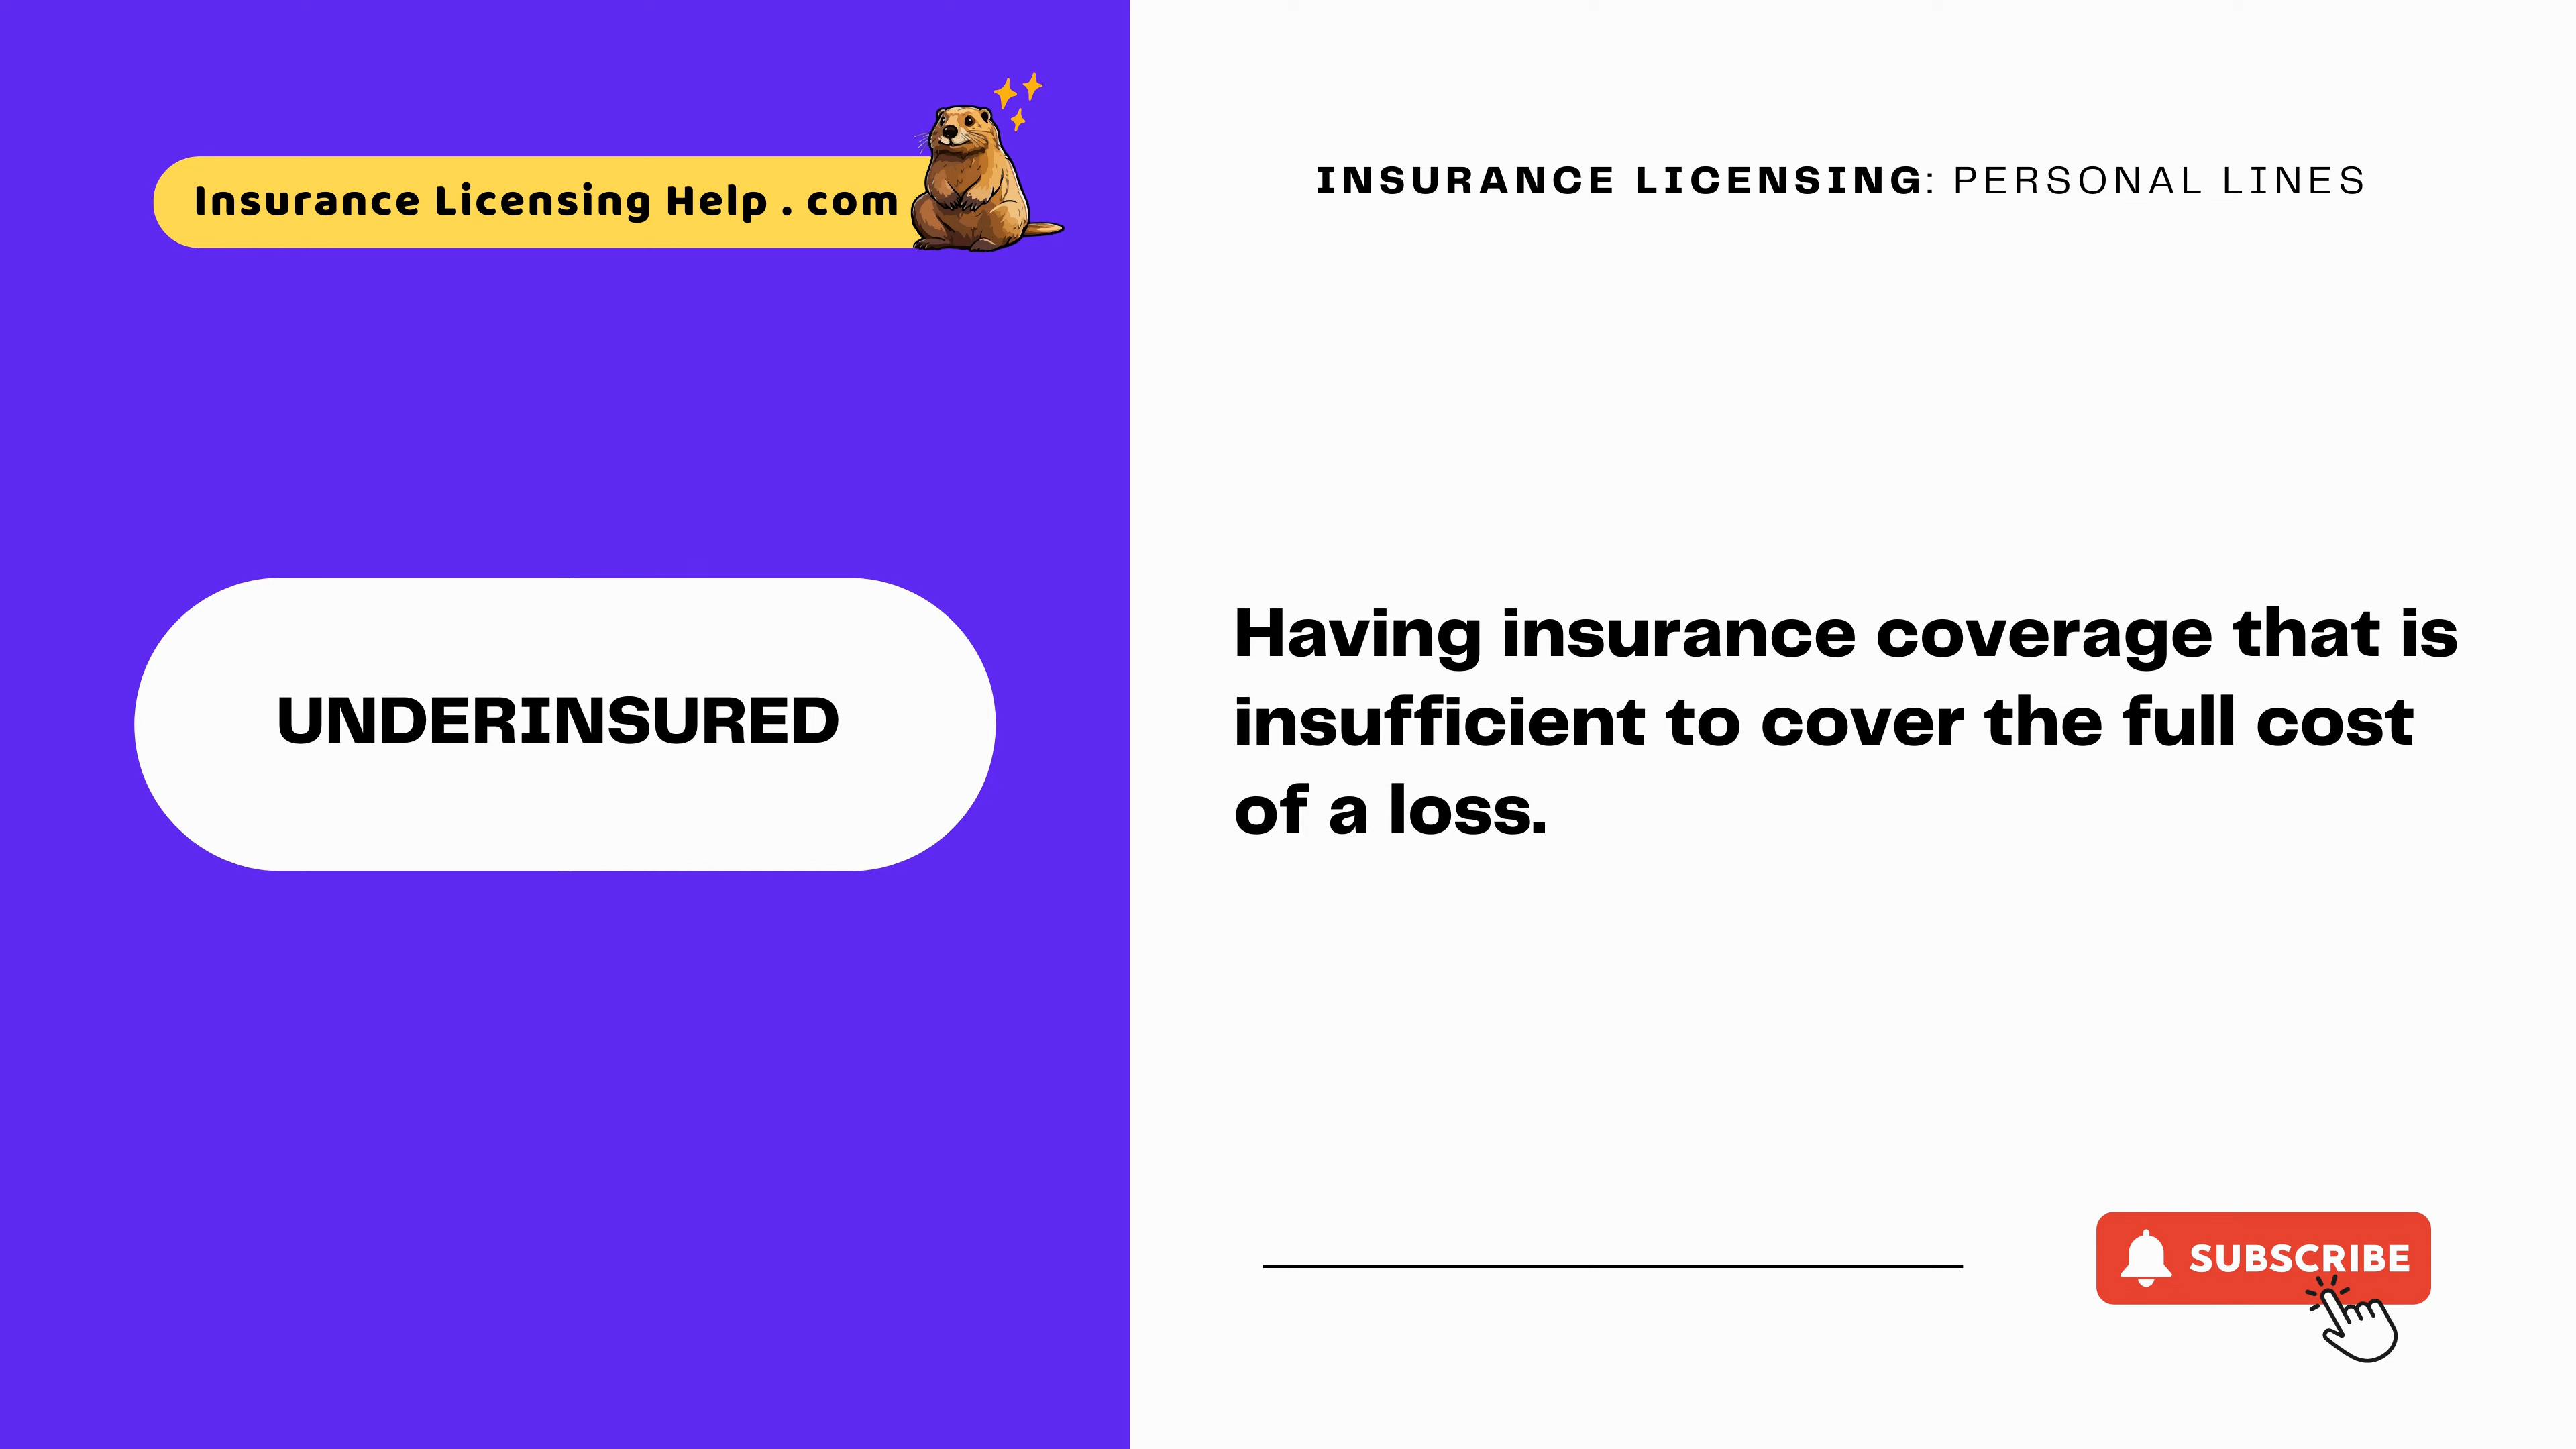 Insurance Licensing Help . com
INSURANCE LICENSING: PERSONAL LINES
UNDERINSURED
Having insurance coverage that is
insufficient to cover the full cost
of a loss.
SUBSCRIBE